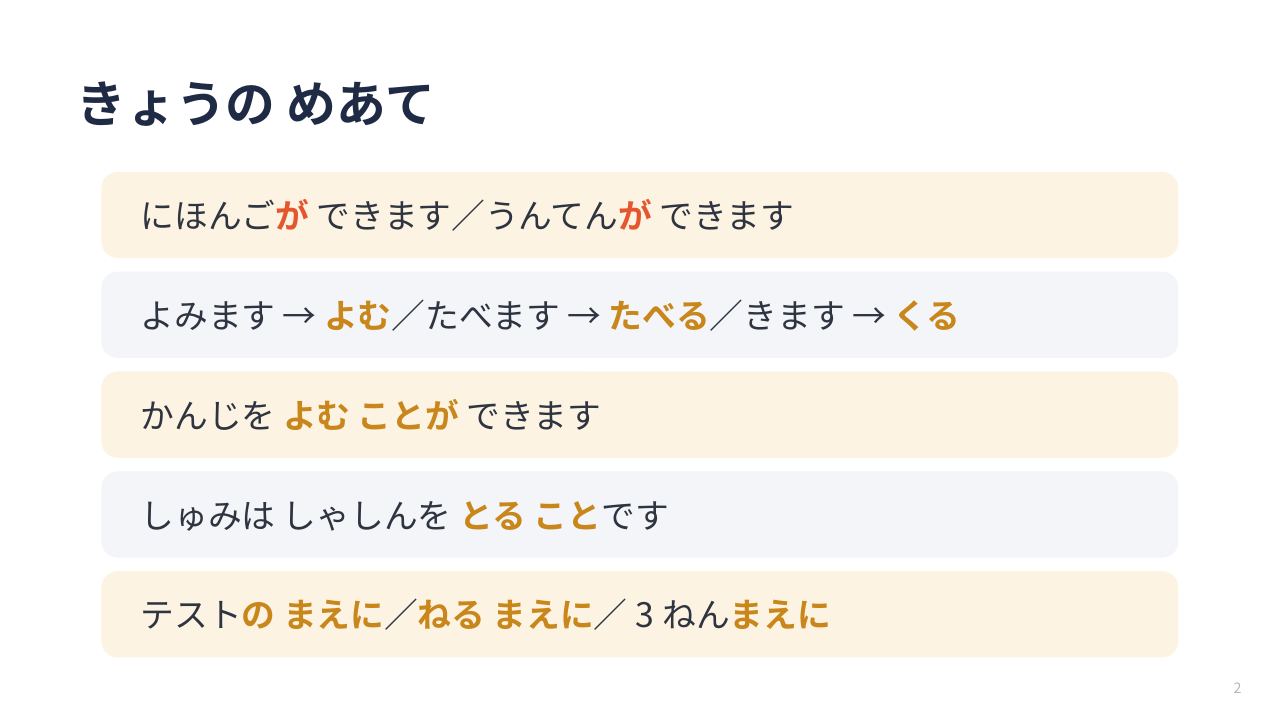 きょうの めあて
にほんごが できます／うんてんが できます
よみます → よむ／たべます → たべる／きます → くる
かんじを よむ ことが できます
しゅみは しゃしんを とる ことです
テストの まえに／ねる まえに／ 3 ねんまえに
2